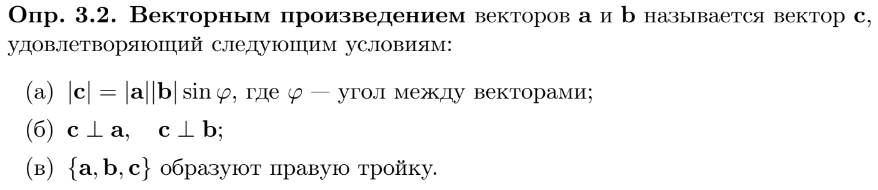 Опр. 3.2. Векторным произведением векторов a и b называется вектор c,
удовлетворяющий следующим условиям:
(а) |c| = |a||b| sin φ, где φ — угол между векторами;
(б) c ⊥ a, c ⊥ b;
(в) {a, b, c} образуют правую тройку.